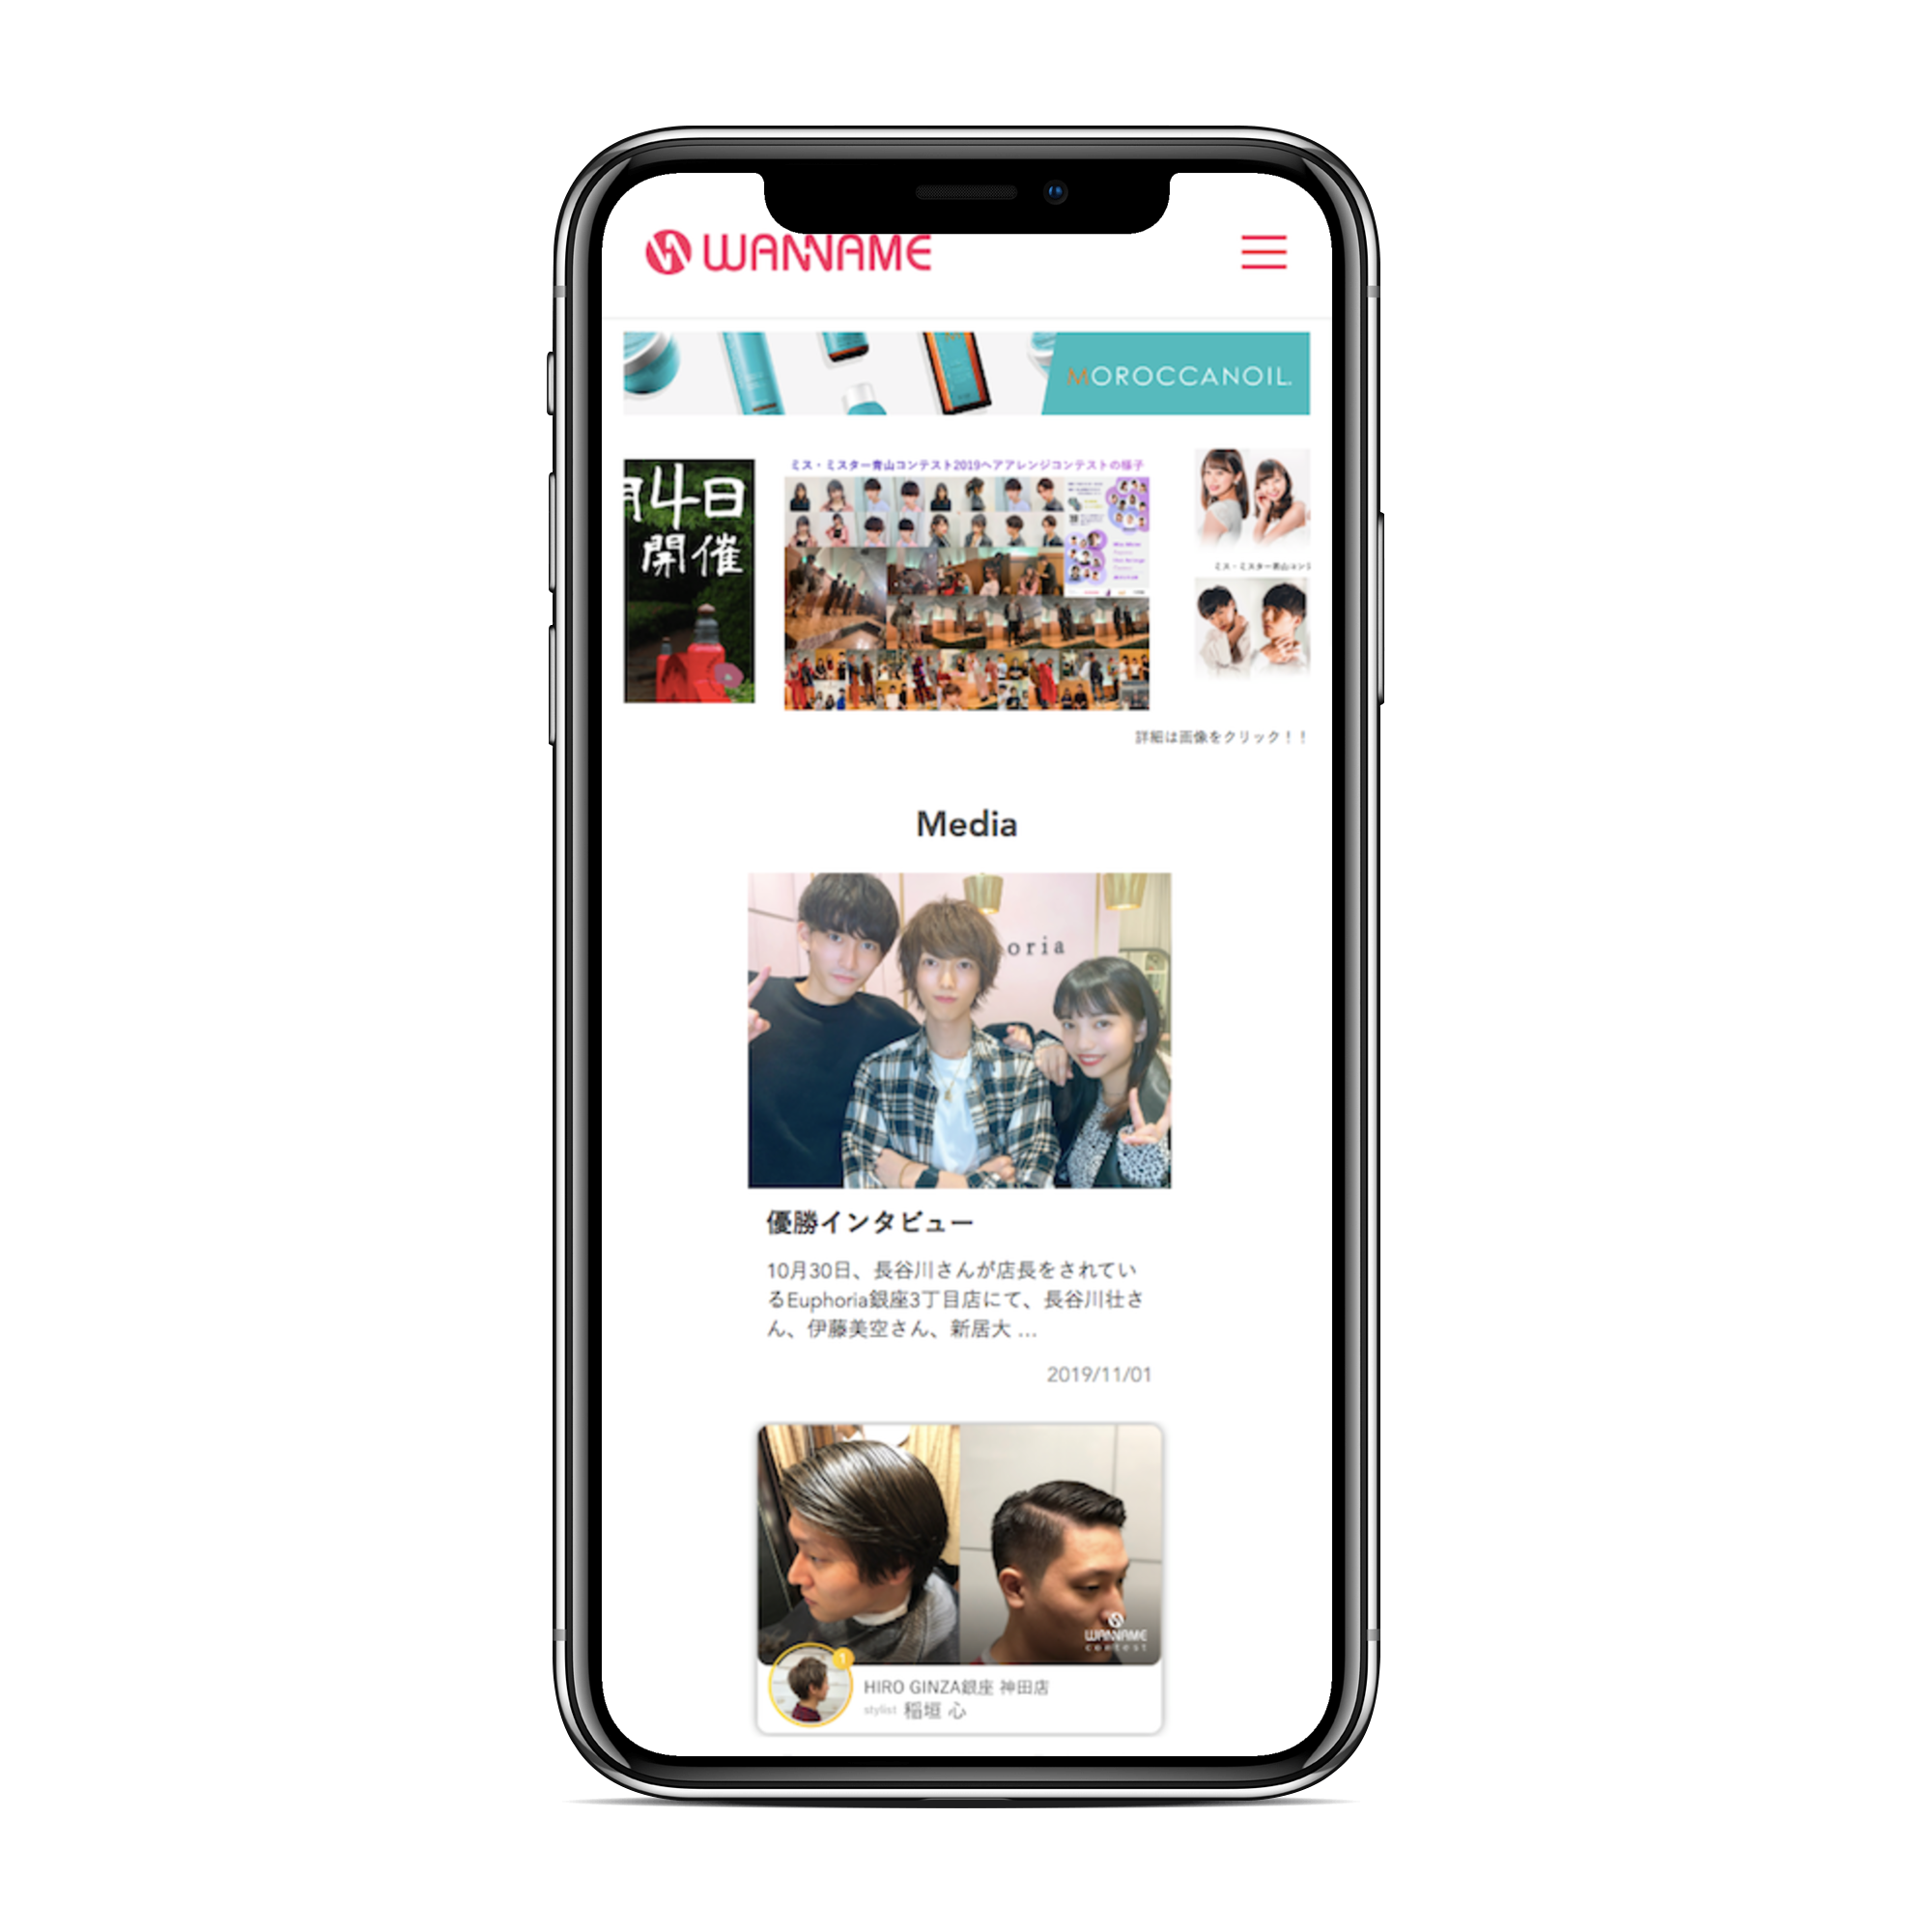 WANNAME
MOROCCANOIL.
月4日
開催
ミス・ミスター青山コンテスト2019ヘアアレンジコンテストの様子
ミス・ミスター青山コン
詳細は画像をクリック！！
Media
oria
優勝インタビュー
10月30日、長谷川さんが店長をされてい
るEuphoria銀座3丁目店にて、長谷川壮さ
ん、伊藤美空さん、新居大 …
2019/11/01
WANNAME
contest
1
HIRO GINZA銀座 神田店
stylist 稲垣 心